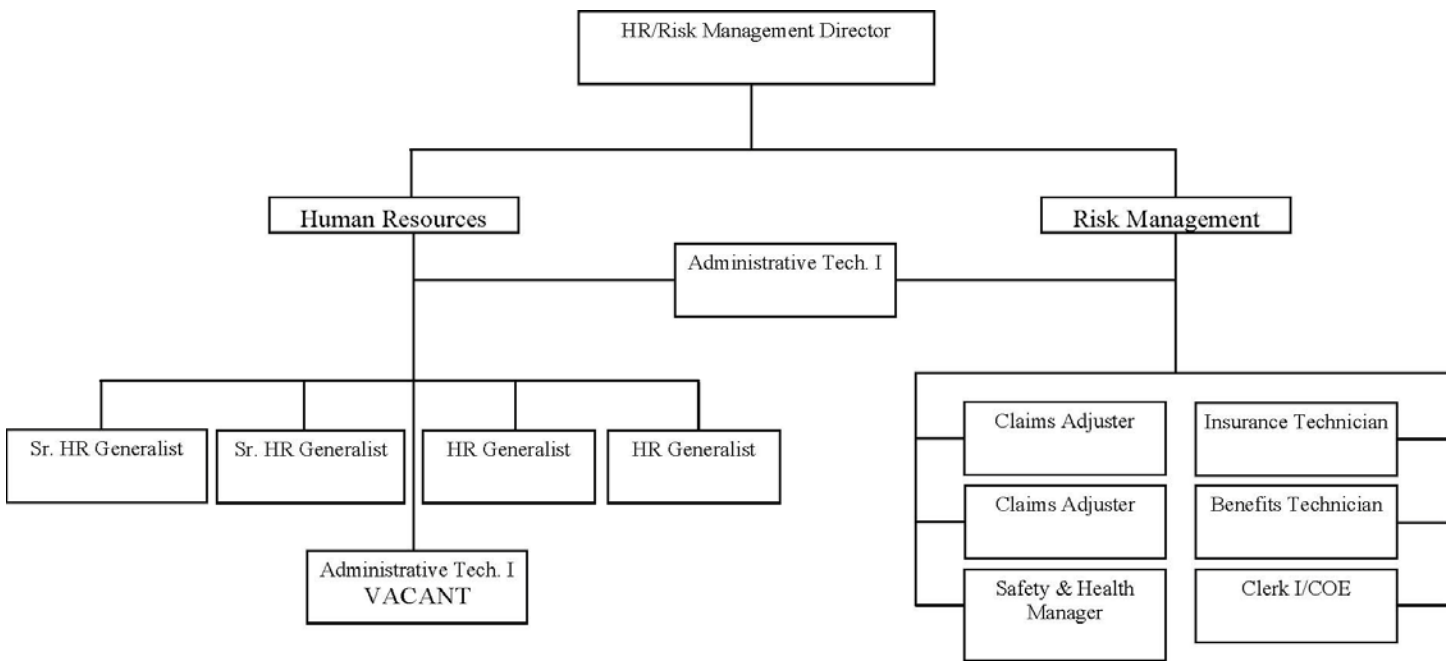 HR/Risk Management Director
Human Resources
Risk Management
Administrative Tech. I
Sr. HR Generalist
Sr. HR Generalist
HR Generalist
HR Generalist
Administrative Tech. I
VACANT
Claims Adjuster
Insurance Technician
Claims Adjuster
Benefits Technician
Safety & Health
Manager
Clerk I/COE